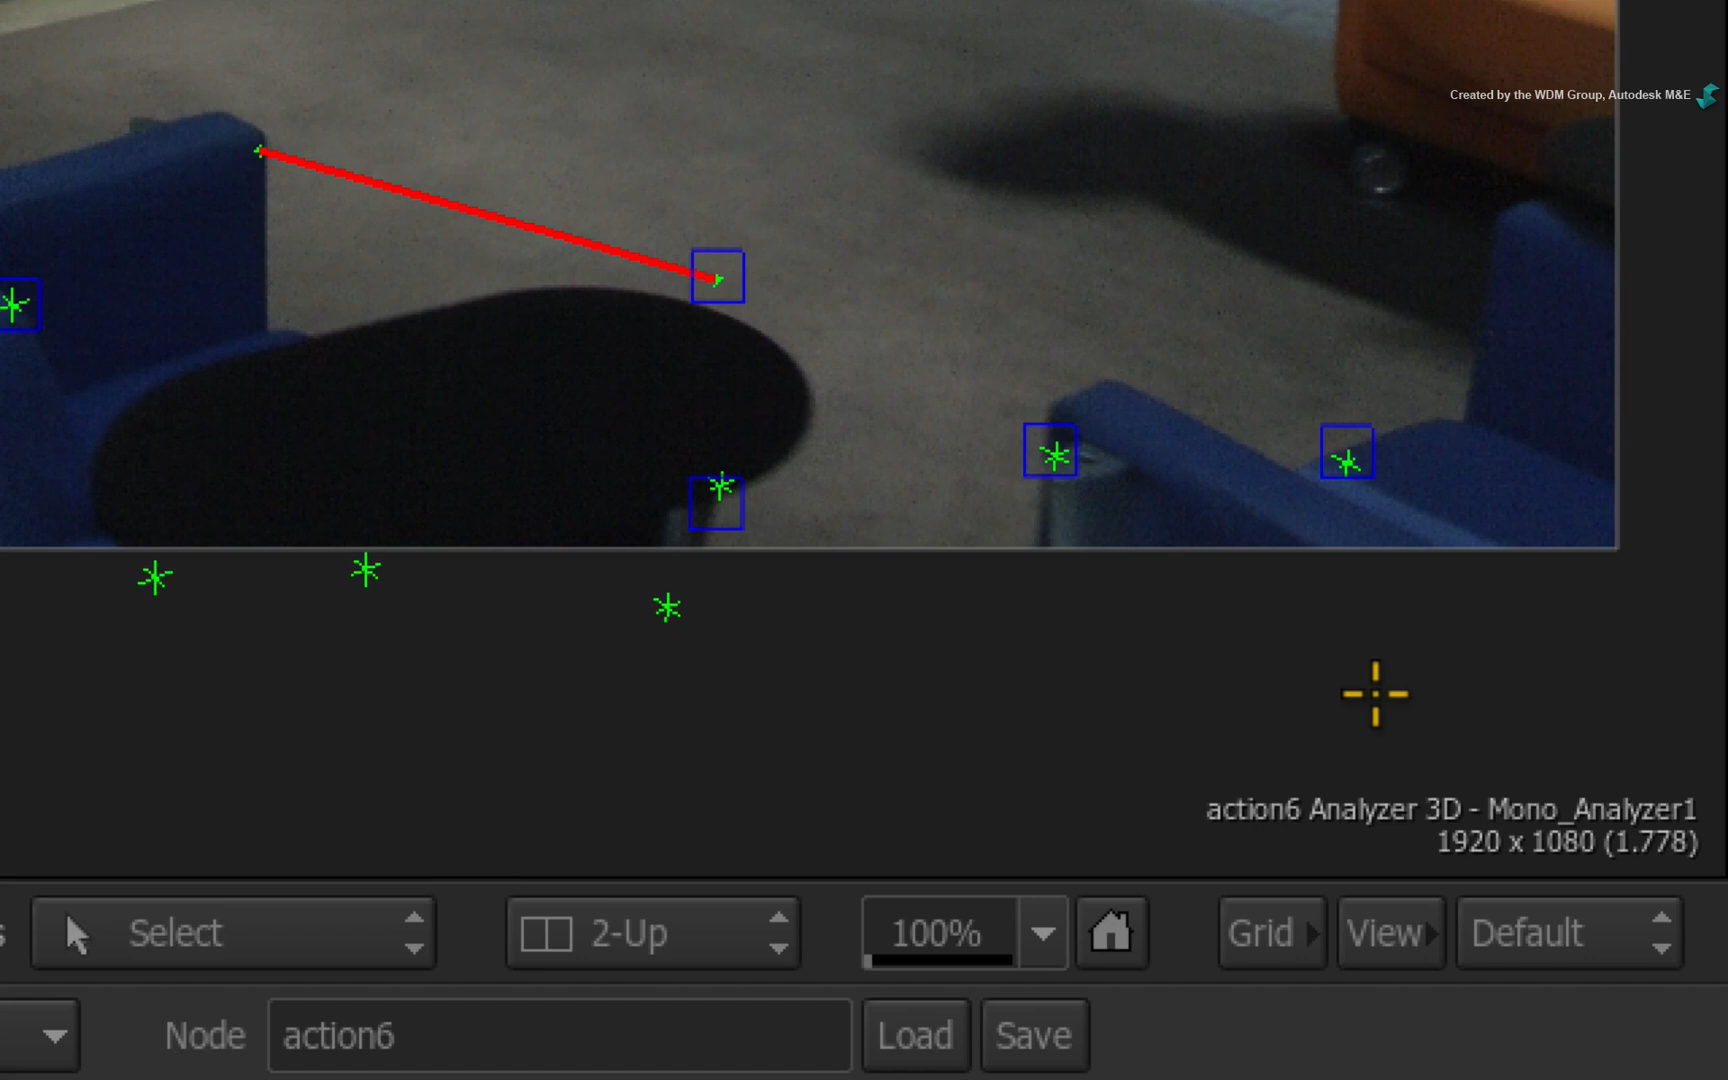 Created by the WDM Group, Autodesk M&E
action6 Analyzer 3D - Mono_Analyzer1
1920 x 1080 (1.778)
Select
2-Up
100%
Grid
View
Default
Node
action6
Load
Save